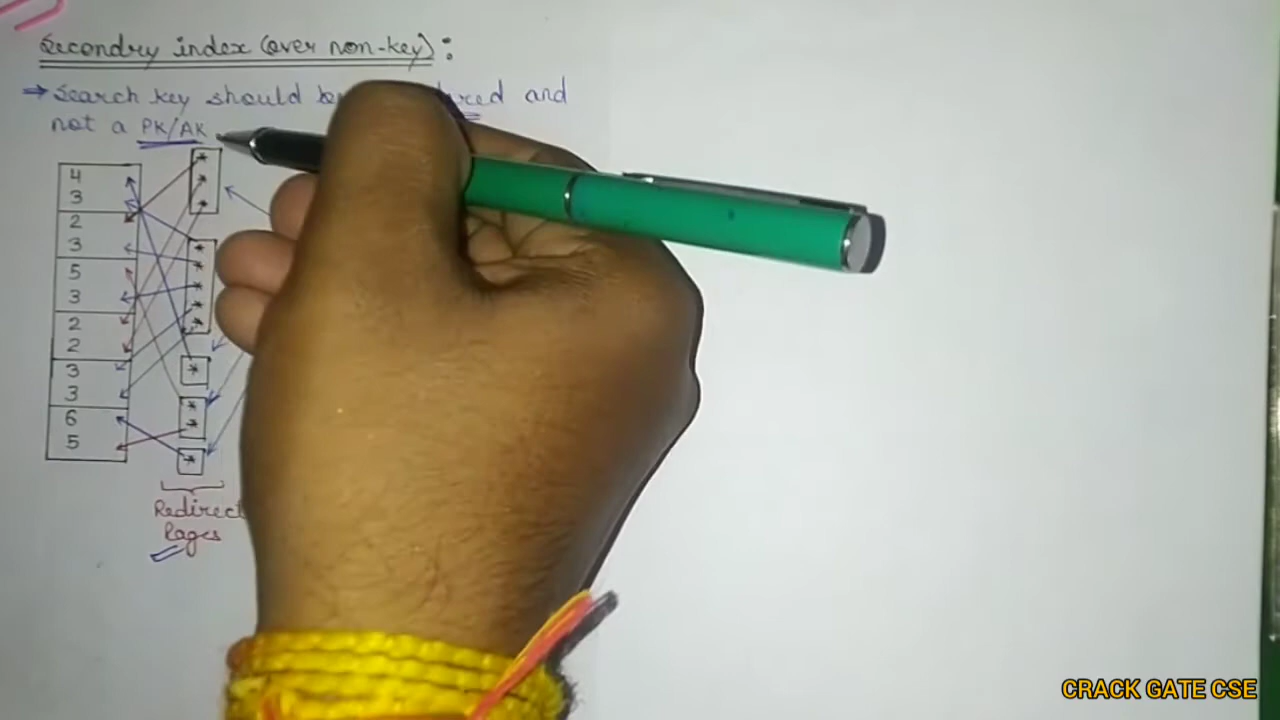 Secondry index (over non-key) :
→ Search key should be and
not a PK/AK.
4
3
2
3
5
3
2
2
3
3
6
5
Redirect
Pages
CRACK GATE CSE